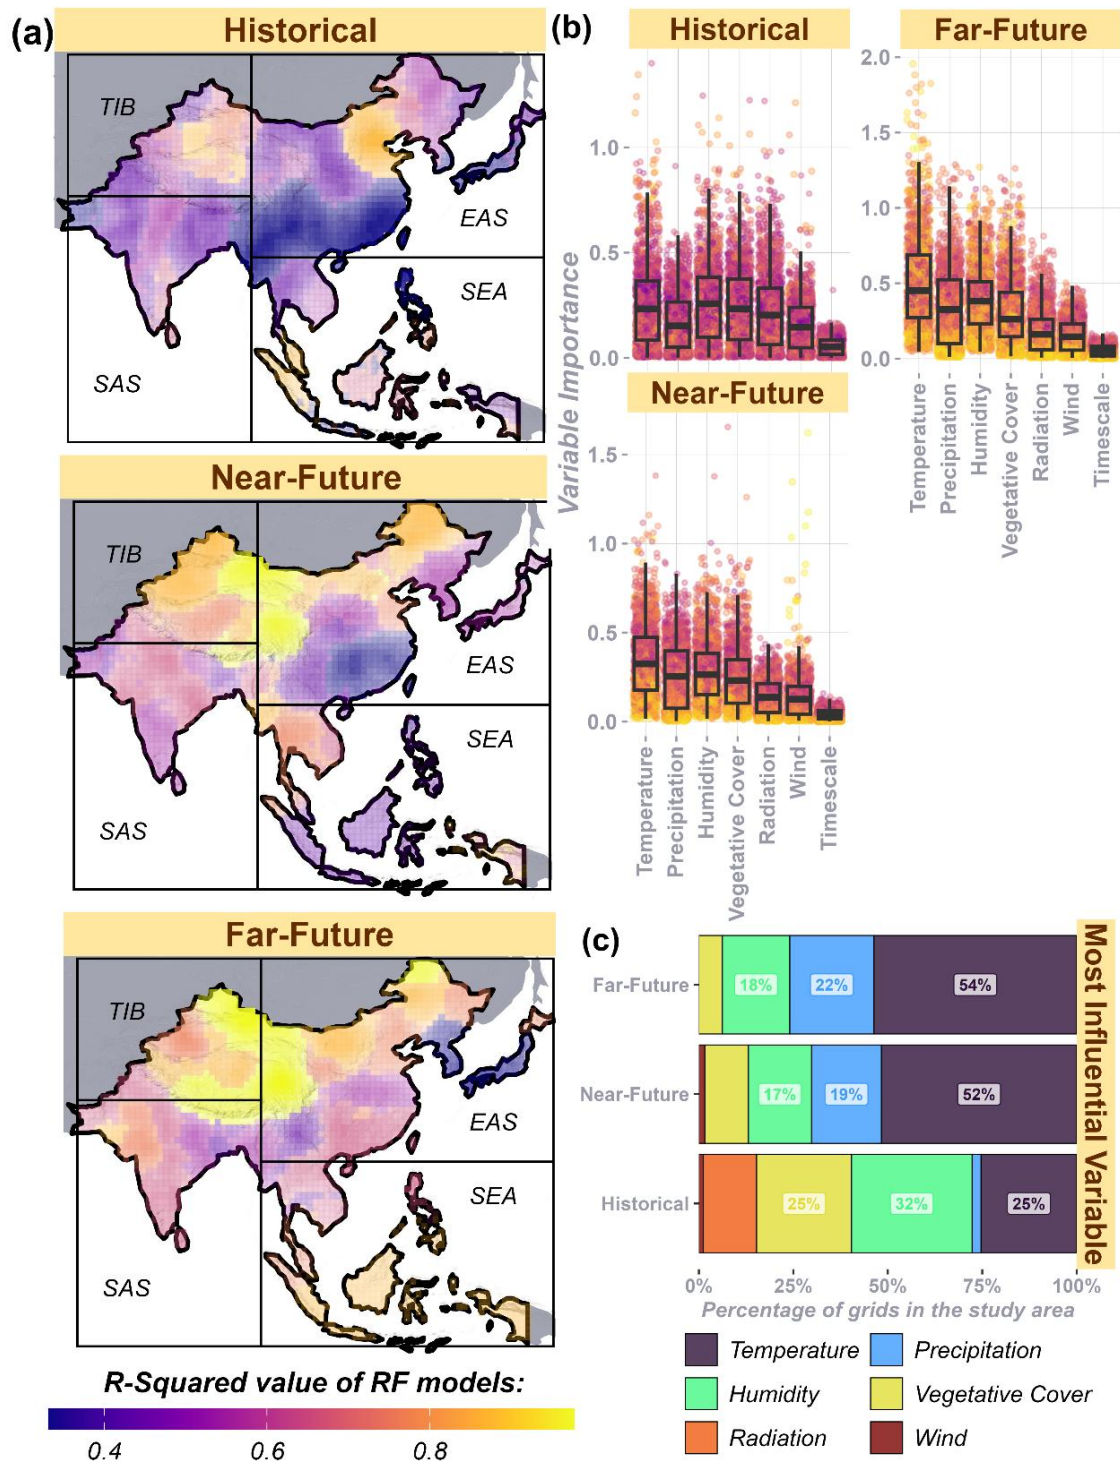 (a)
Historical
TIB
EAS
SEA
SAS
Near-Future
TIB
EAS
SEA
SAS
Far-Future
TIB
EAS
SEA
SAS
R-Squared value of RF models:
0.4 0.6 0.8
(b)
Historical
Far-Future
Variable Importance
1.0
0.5
0.0
2.0
1.5
1.0
0.5
0.0
Temperature
Precipitation
Humidity
Vegetative Cover
Radiation
Wind
Timescale
Near-Future
1.5
1.0
0.5
0.0
Temperature
Precipitation
Humidity
Vegetative Cover
Radiation
Wind
Timescale
(c)
Most Influential Variable
Far-Future 18% 22% 54%
Near-Future 17% 19% 52%
Historical 25% 32% 25%
0% 25% 50% 75% 100%
Percentage of grids in the study area
Temperature Precipitation
Humidity Vegetative Cover
Radiation Wind